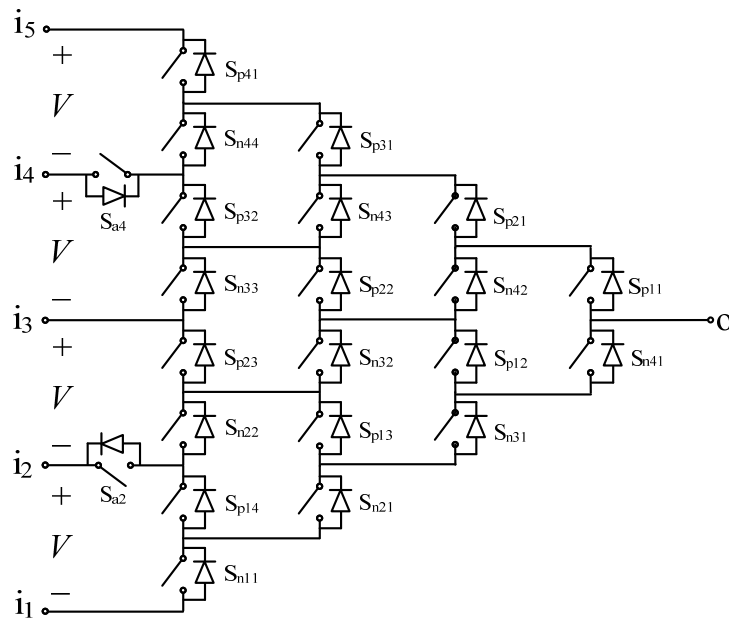 i5
+
Sp41
V
Sn44
Sp31
−
i4
+
Sa4
Sp32
Sn43
Sp21
V
−
Sn33
Sp22
Sn42
Sp11
i3
o
+
Sp23
Sn32
Sp12
Sn41
V
−
Sn22
Sp13
Sn31
i2
+
Sa2
Sp14
Sn21
V
−
Sn11
i1